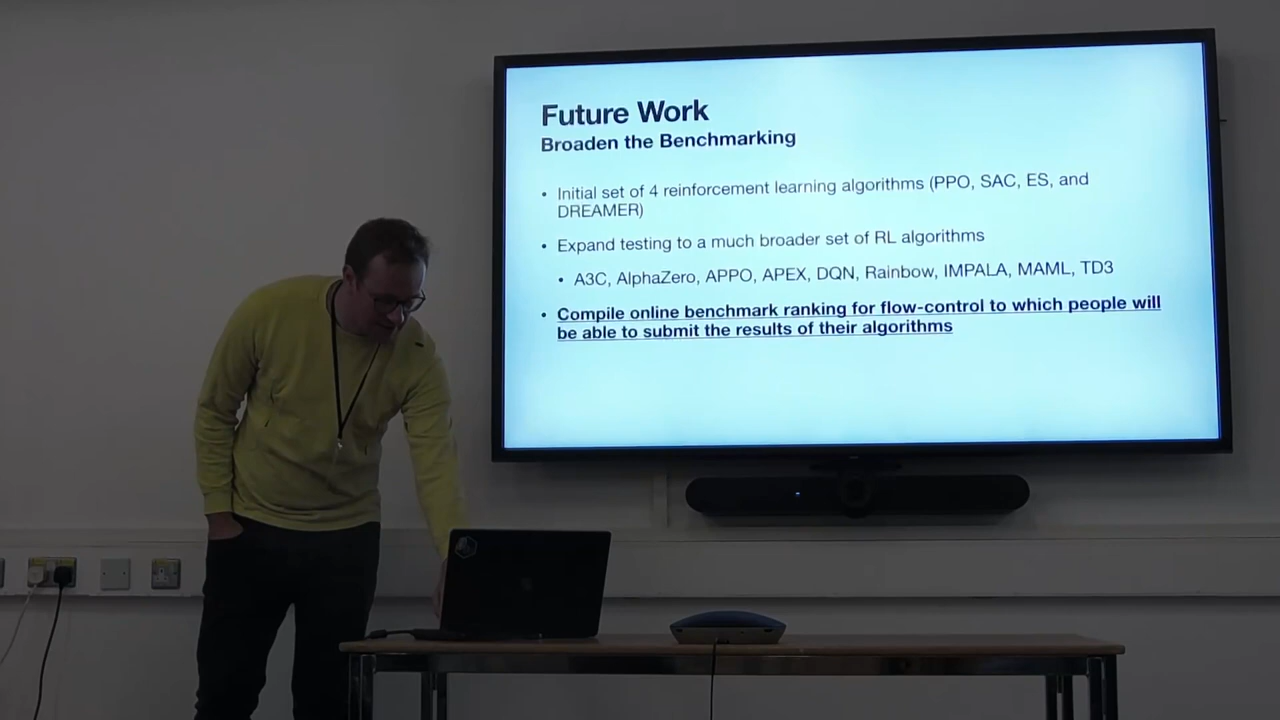 Future Work
Broaden the Benchmarking
• Initial set of 4 reinforcement learning algorithms (PPO, SAC, ES, and
DREAMER)
• Expand testing to a much broader set of RL algorithms
• A3C, AlphaZero, APPO, APEX, DQN, Rainbow, IMPALA, MAML, TD3
• Compile online benchmark ranking for flow-control to which people will
be able to submit the results of their algorithms